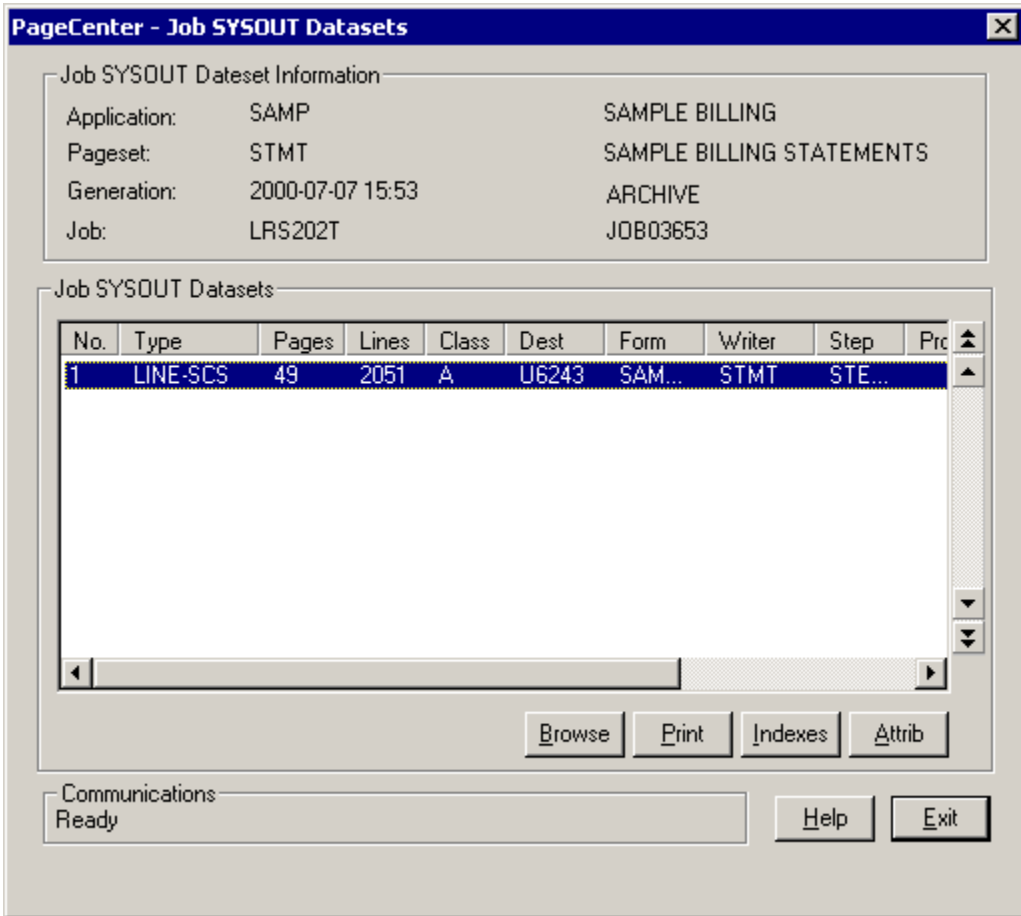 PageCenter - Job SYSOUT Datasets
Job SYSOUT Dateset Information
Application: SAMP SAMPLE BILLING
Pageset: STMT SAMPLE BILLING STATEMENTS
Generation: 2000-07-07 15:53 ARCHIVE
Job: LRS202T JOB03653
Job SYSOUT Datasets
No. Type Pages Lines Class Dest Form Writer Step Prc
1 LINE-SCS 49 2051 A U6243 SAM... STMT STE...
Browse Print Indexes Attrib
Communications
Ready
Help Exit